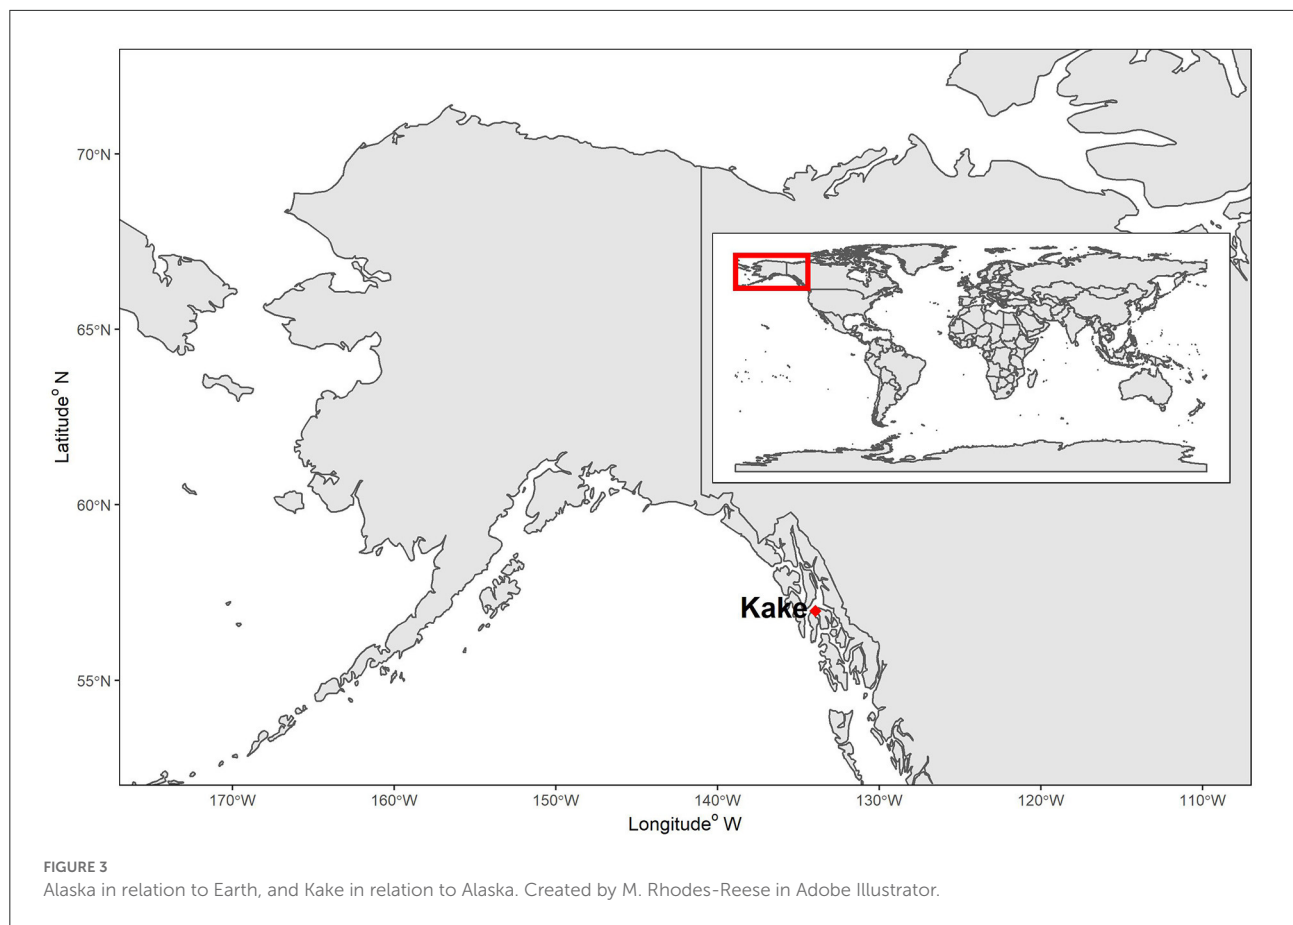 70°N
65°N
60°N
55°N
Latitude° N
Kake
170°W
160°W
150°W
140°W
130°W
120°W
110°W
Longitude° W
FIGURE 3
Alaska in relation to Earth, and Kake in relation to Alaska. Created by M. Rhodes-Reese in Adobe Illustrator.